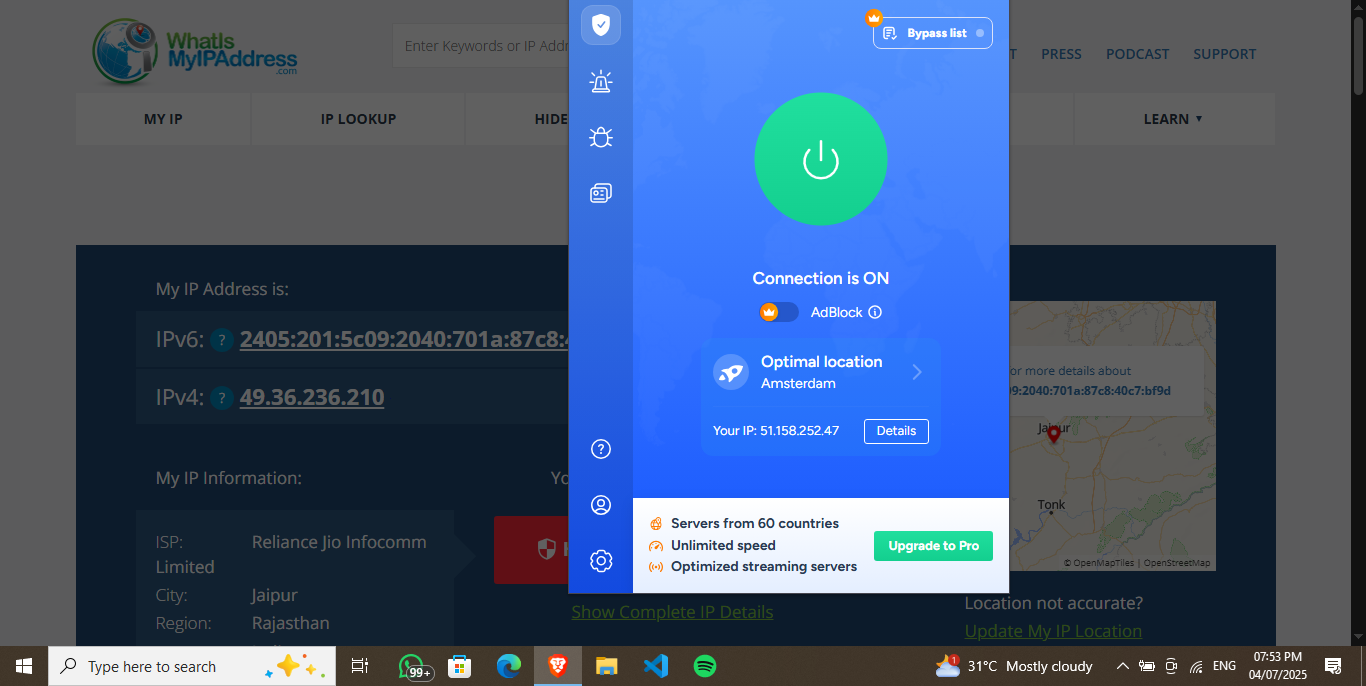 WhatIs
MyIPAddress
.com
Enter Keywords or IP Addr
Bypass list
PRESS
PODCAST
SUPPORT
MY IP
IP LOOKUP
HIDE
LEARN ▼
Connection is ON
AdBlock
My IP Address is:
IPv6: ? 2405:201:5c09:2040:701a:87c8:4
IPv4: ? 49.36.236.210
Optimal location
Amsterdam
Your IP: 51.158.252.47
Details
or more details about
09:2040:701a:87c8:40c7:bf9d
Jaipur
Tonk
© OpenMapTiles | OpenStreetMap
My IP Information:
Yo
ISP: Reliance Jio Infocomm
Limited
City: Jaipur
Region: Rajasthan
Servers from 60 countries
Unlimited speed
Optimized streaming servers
Upgrade to Pro
Show Complete IP Details
Location not accurate?
Update My IP Location
Type here to search
99+
1
31°C Mostly cloudy
ENG
07:53 PM
04/07/2025